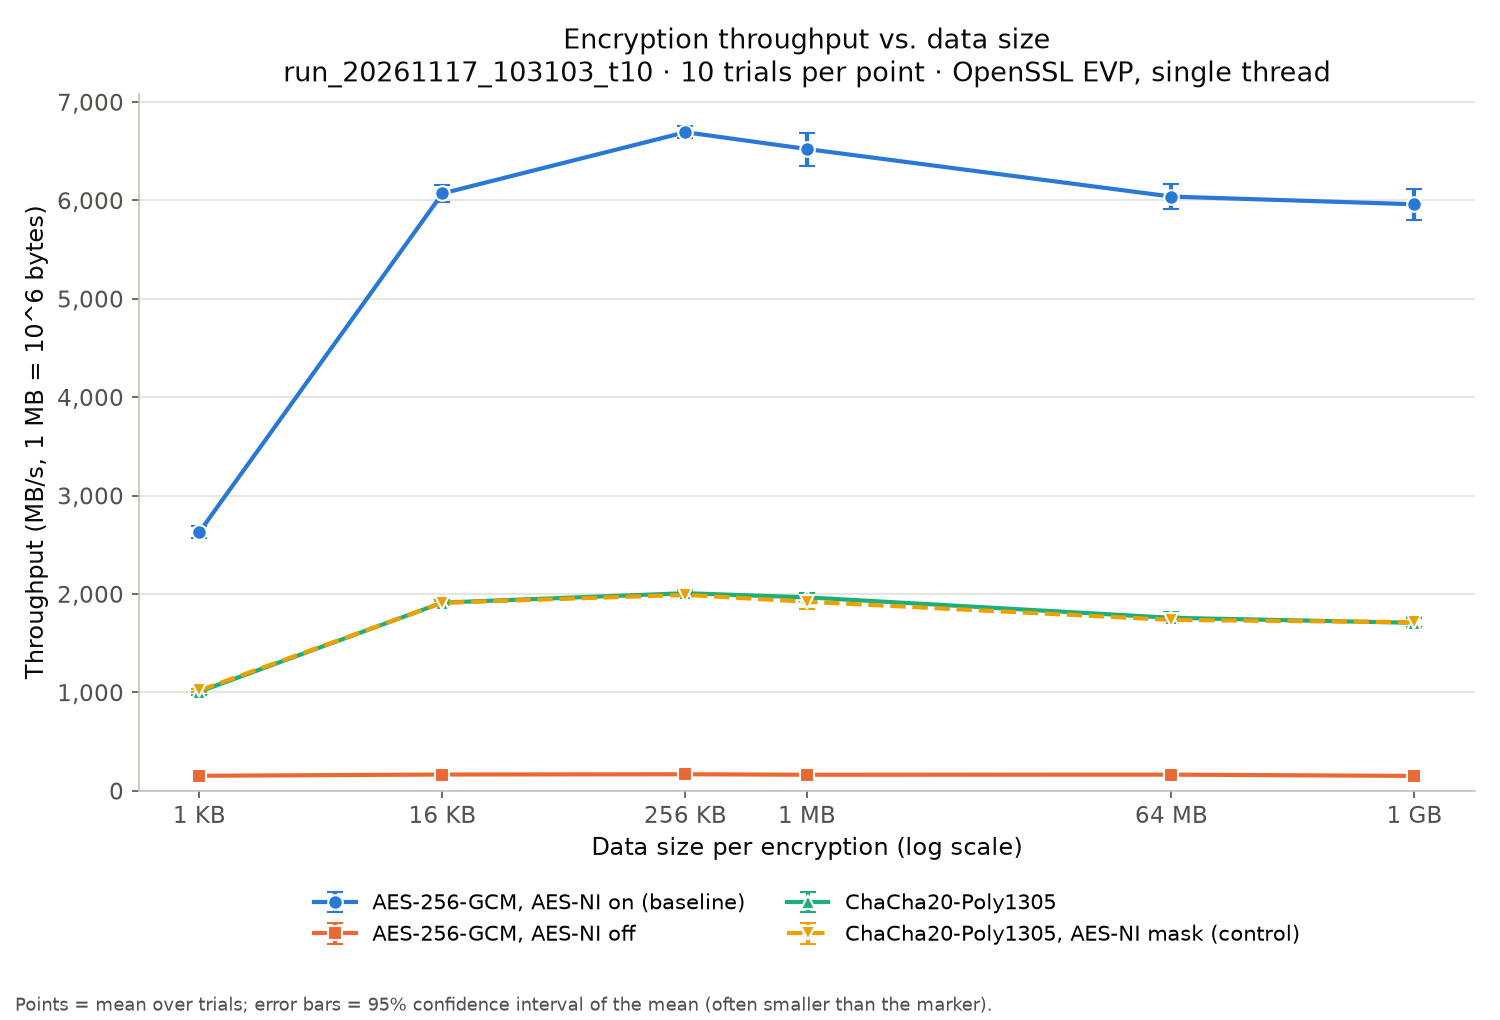 Encryption throughput vs. data size
run_20261117_103103_t10 · 10 trials per point · OpenSSL EVP, single thread
Throughput (MB/s, 1 MB = 10^6 bytes)
7,000
6,000
5,000
4,000
3,000
2,000
1,000
0
1 KB
16 KB
256 KB
1 MB
64 MB
1 GB
Data size per encryption (log scale)
AES-256-GCM, AES-NI on (baseline)
AES-256-GCM, AES-NI off
ChaCha20-Poly1305
ChaCha20-Poly1305, AES-NI mask (control)
Points = mean over trials; error bars = 95% confidence interval of the mean (often smaller than the marker).